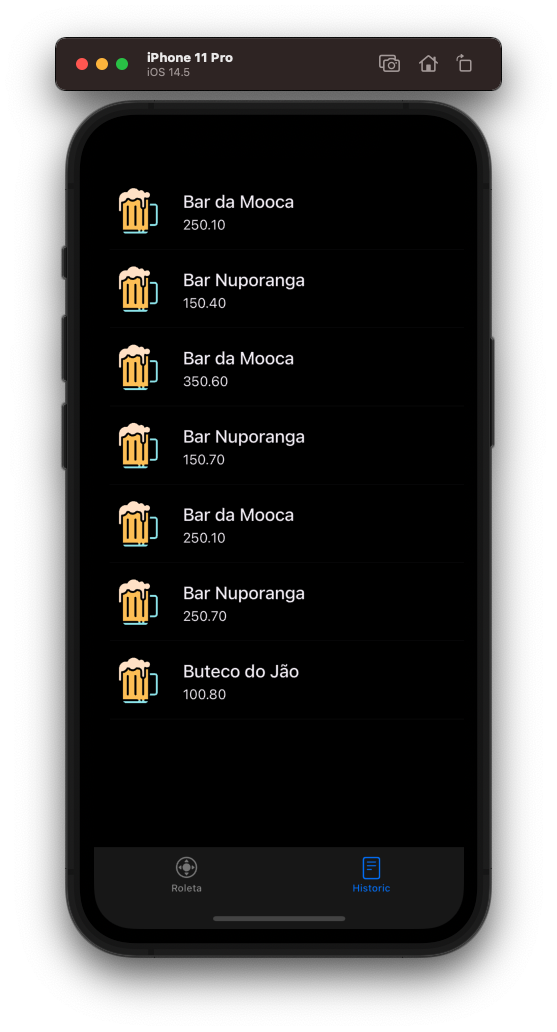 iPhone 11 Pro
iOS 14.5
Bar da Mooca
250.10
Bar Nuporanga
150.40
Bar da Mooca
350.60
Bar Nuporanga
150.70
Bar da Mooca
250.10
Bar Nuporanga
250.70
Buteco do Jão
100.80
Roleta
Historic